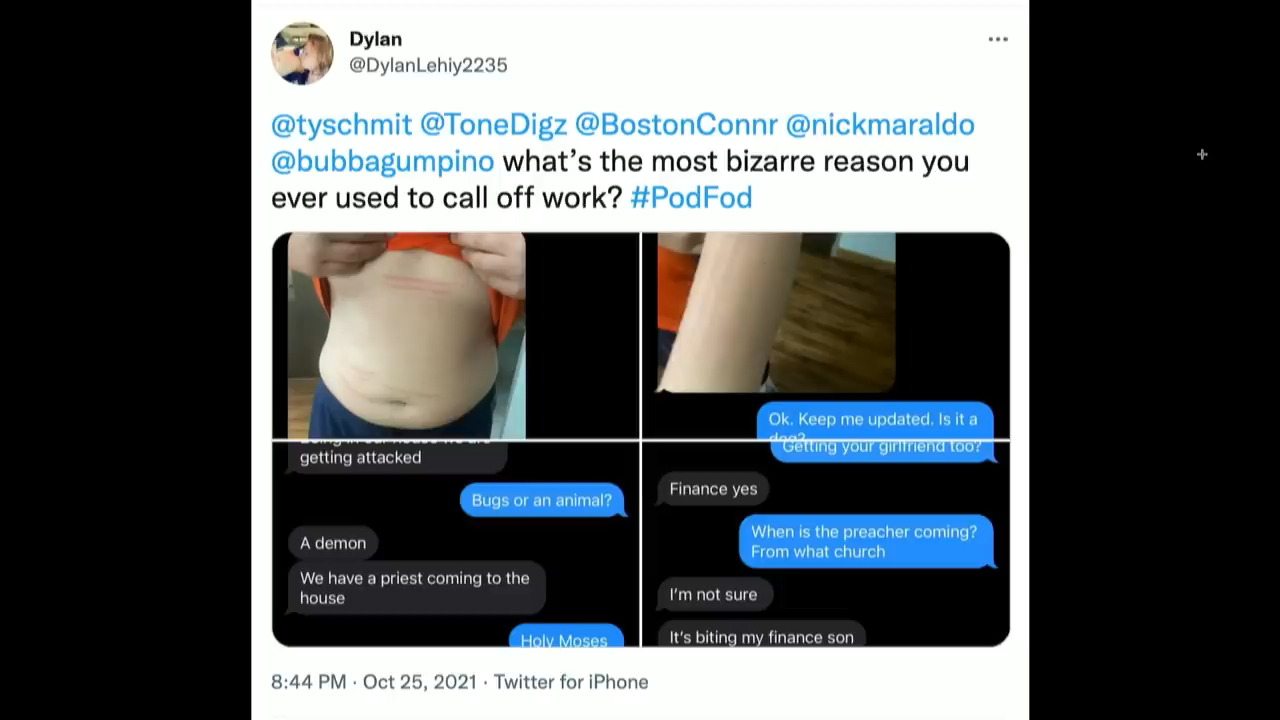 Dylan
@DylanLehiy2235
@tyschmit @ToneDigz @BostonConnr @nickmaraldo
@bubbagumpino what’s the most bizarre reason you
ever used to call off work? #PodFod
Ok. Keep me updated. Is it a
getting attacked
Bugs or an animal?
A demon
We have a priest coming to the
house
Holy Moses
Getting your girlfriend too?
Finance yes
When is the preacher coming?
From what church
I’m not sure
It’s biting my finance son
8:44 PM · Oct 25, 2021 · Twitter for iPhone